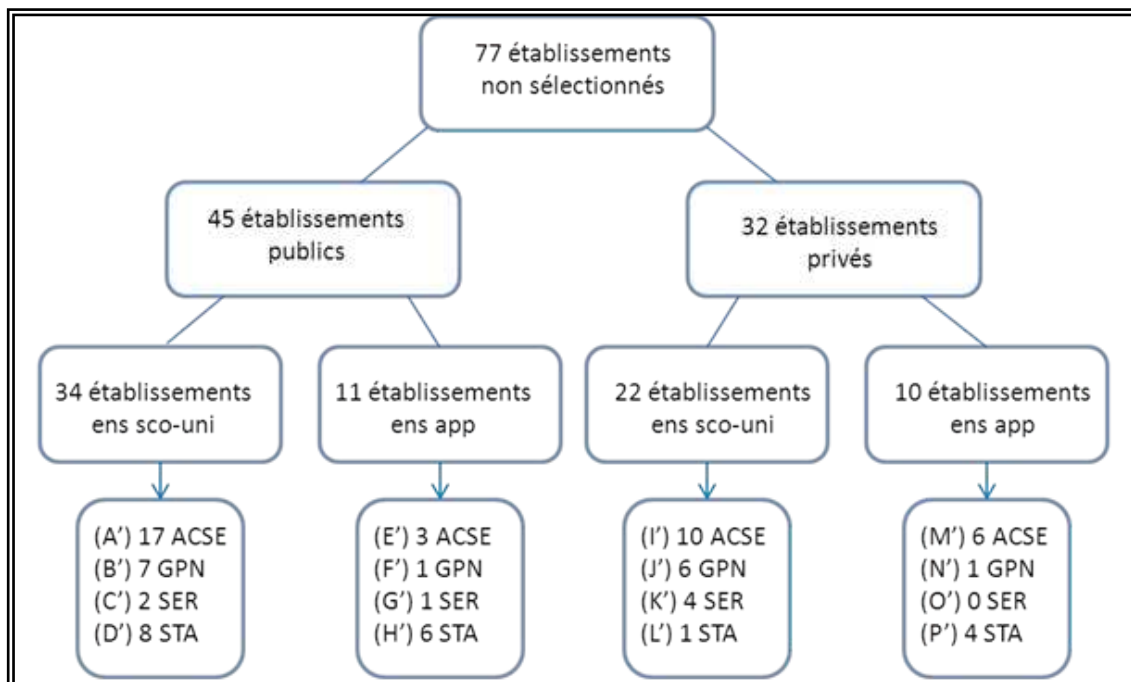 77 établissements
non sélectionnés
45 établissements
publics
32 établissements
privés
34 établissements
ens sco-uni
11 établissements
ens app
22 établissements
ens sco-uni
10 établissements
ens app
(A’) 17 ACSE
(B’) 7 GPN
(C’) 2 SER
(D’) 8 STA
(E’) 3 ACSE
(F’) 1 GPN
(G’) 1 SER
(H’) 6 STA
(I’) 10 ACSE
(J’) 6 GPN
(K’) 4 SER
(L’) 1 STA
(M’) 6 ACSE
(N’) 1 GPN
(O’) 0 SER
(P’) 4 STA